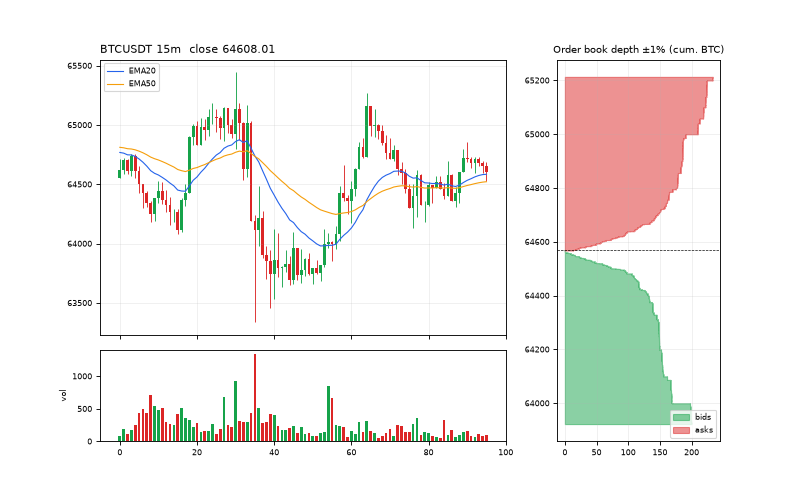 BTCUSDT 15m  close 64608.01
EMA20
EMA50
65500
65000
64500
64000
63500
vol
1000
500
0
0 20 40 60 80 100
Order book depth ±1% (cum. BTC)
65200
65000
64800
64600
64400
64200
64000
bids
asks
0 50 100 150 200